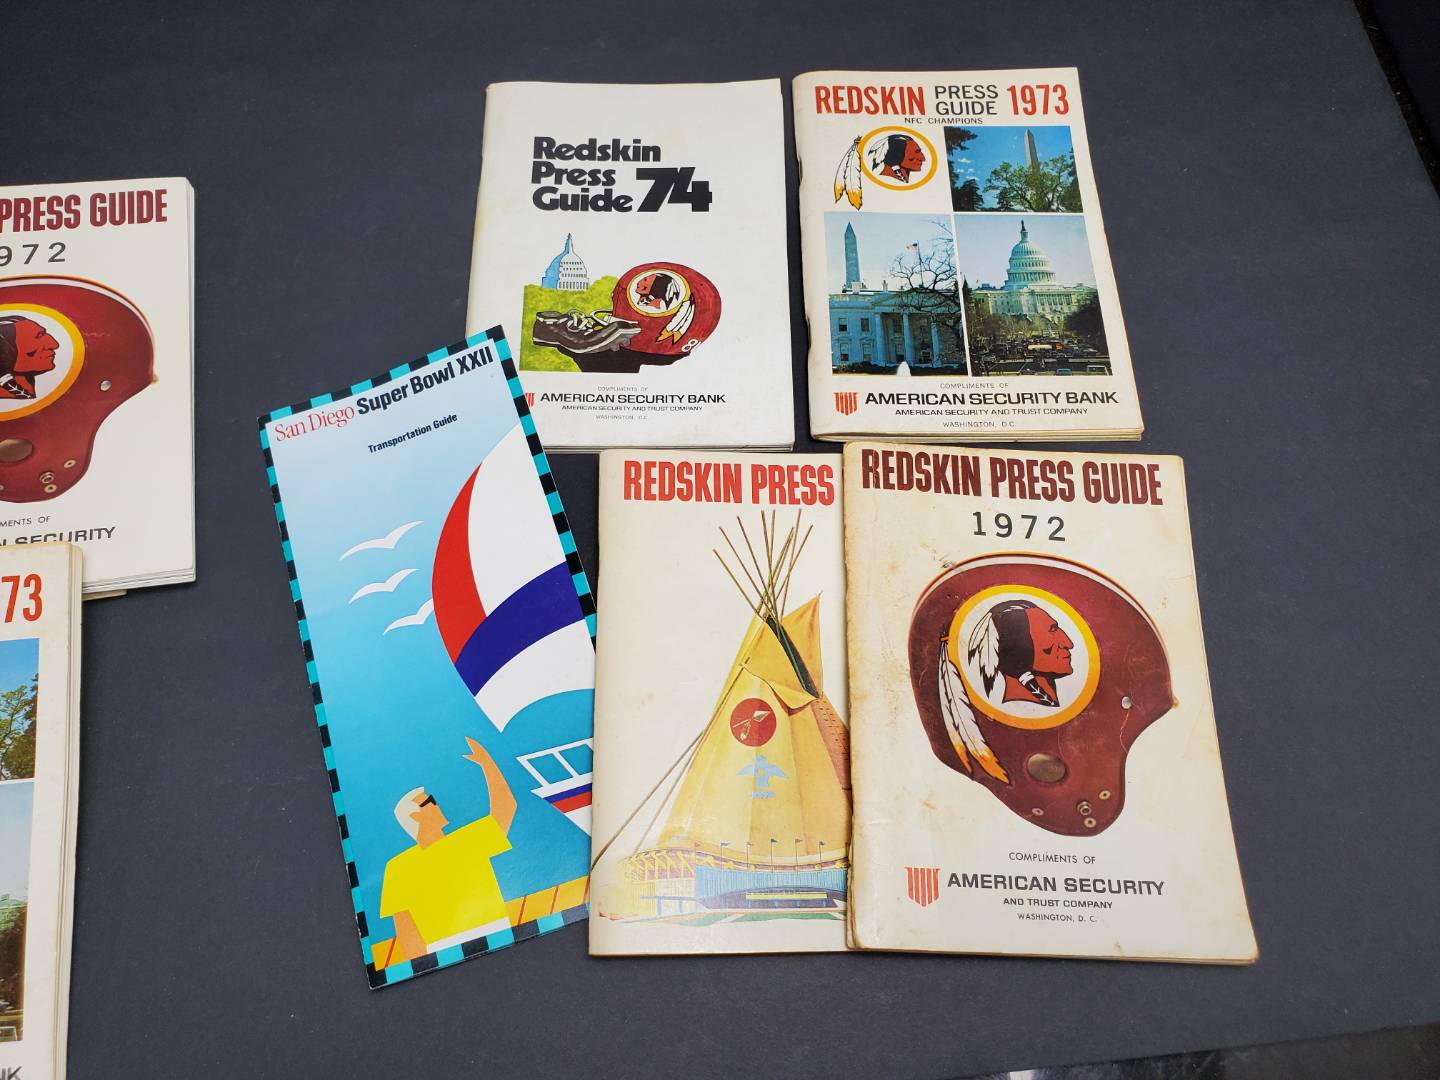 PRESS GUIDE
972
MENTS OF
SECURITY
73
NK
Redskin
Press
Guide 74
8
COMPLIMENTS OF
AMERICAN SECURITY BANK
AMERICAN SECURITY AND TRUST COMPANY
WASHINGTON, D.C.
REDSKIN PRESS GUIDE 1973
NFC CHAMPIONS
COMPLIMENTS OF
AMERICAN SECURITY BANK
AMERICAN SECURITY AND TRUST COMPANY
WASHINGTON, D.C.
San Diego Super Bowl XXII
Transportation Guide
REDSKIN PRESS
REDSKIN PRESS GUIDE
1972
COMPLIMENTS OF
AMERICAN SECURITY
AND TRUST COMPANY
WASHINGTON, D. C.